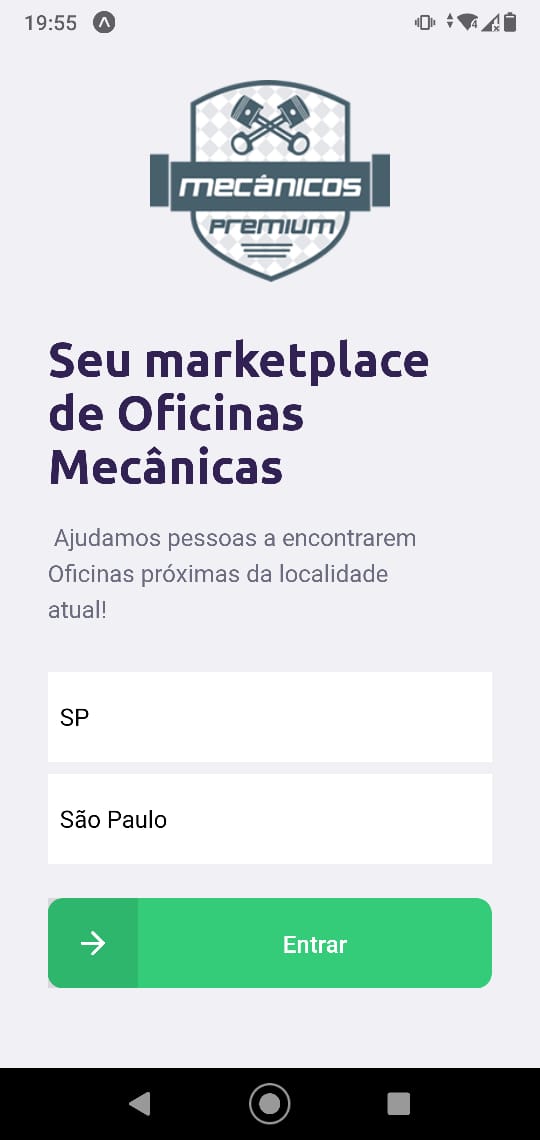 19:55
mecânicos
premium
Seu marketplace
de Oficinas
Mecânicas
Ajudamos pessoas a encontrarem
Oficinas próximas da localidade
atual!
SP
São Paulo
Entrar